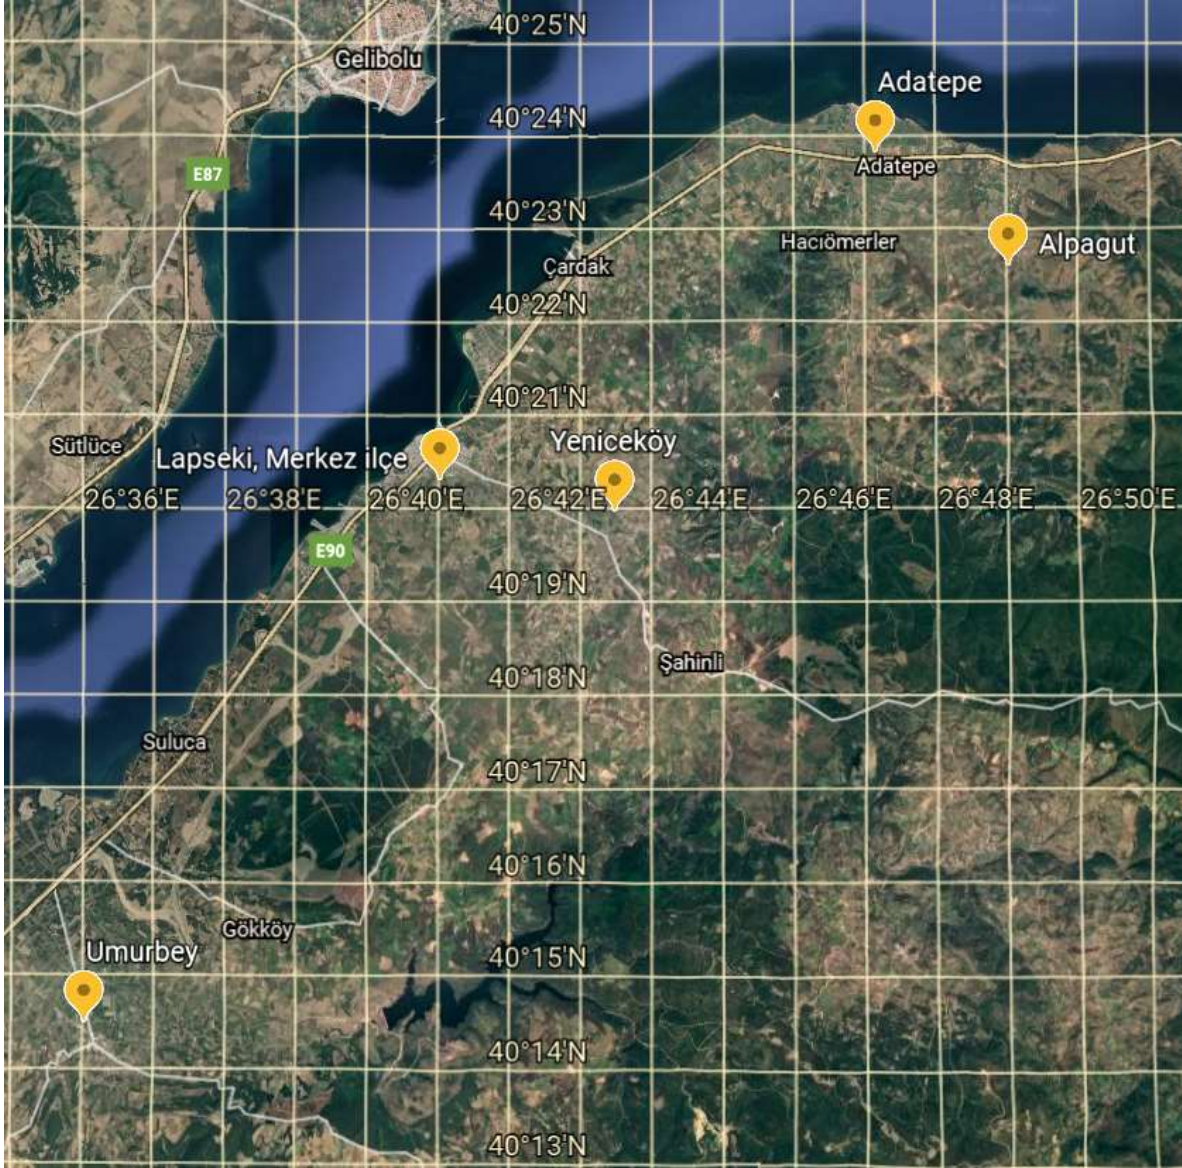 40°25'N
Gelibolu
Adatepe
40°24'N
Adatepe
E87
40°23'N
Hacıömerler
Alpagut
Çardak
40°22'N
40°21'N
Sütlüce
Lapseki, Merkez ilçe
Yeniceköy
26°36'E 26°38'E 26°40'E 26°42'E 26°44'E 26°46'E 26°48'E 26°50'E
E90
40°19'N
Şahinli
40°18'N
Suluca
40°17'N
40°16'N
Gökköy
Umurbey
40°15'N
40°14'N
40°13'N